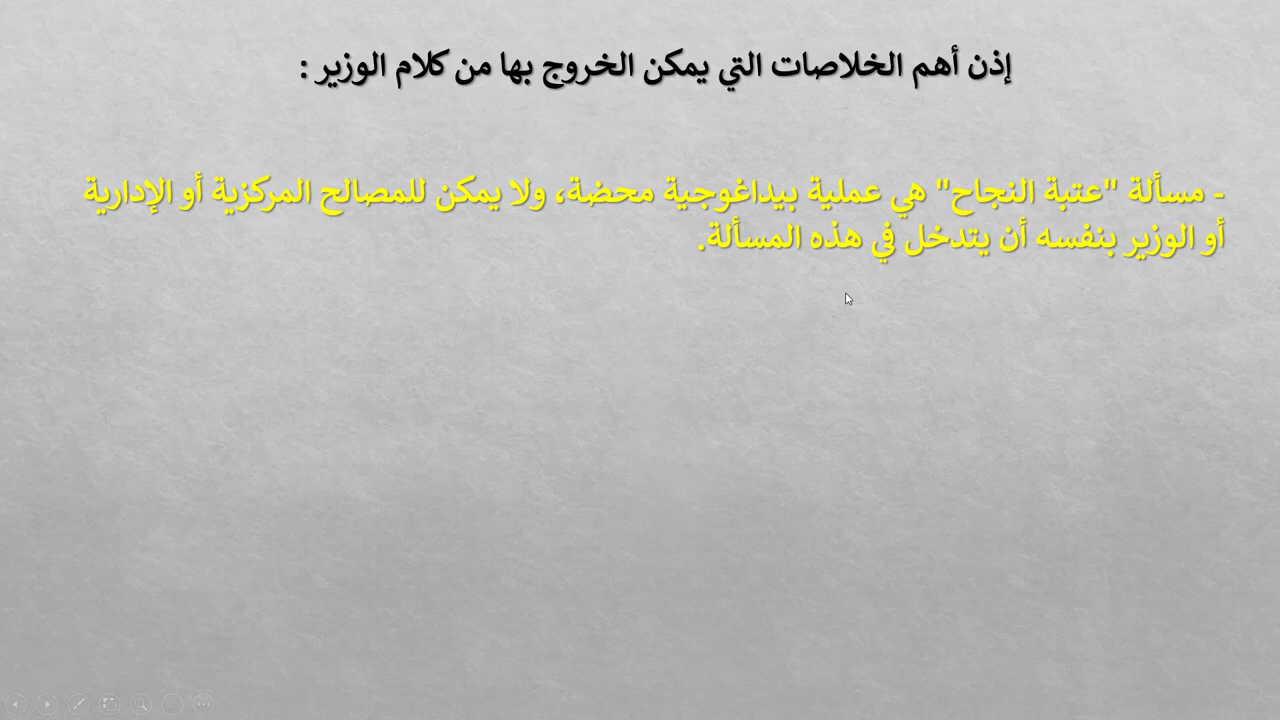 إذن أهم الخلاصات التي يمكن الخروج بها من كلام الوزير :
- مسألة "عتبة النجاح" هي عملية بيداغوجية محضة، ولا يمكن للمصالح المركزية أو الإدارية
أو الوزير بنفسه أن يتدخل في هذه المسألة.